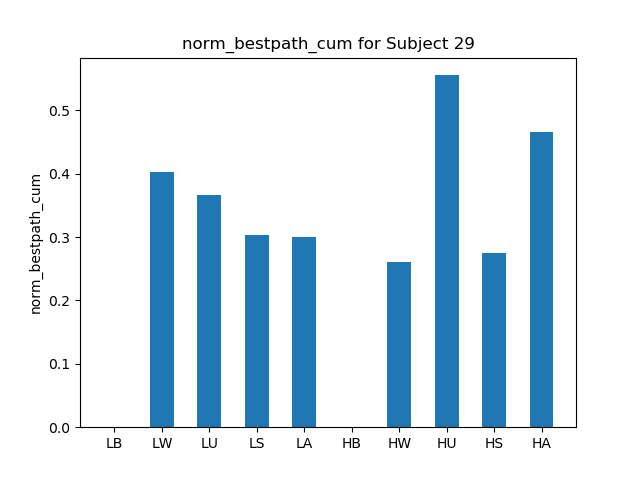 norm_bestpath_cum for Subject 29
norm_bestpath_cum
0.5
0.4
0.3
0.2
0.1
0.0
LB LW LU LS LA HB HW HU HS HA